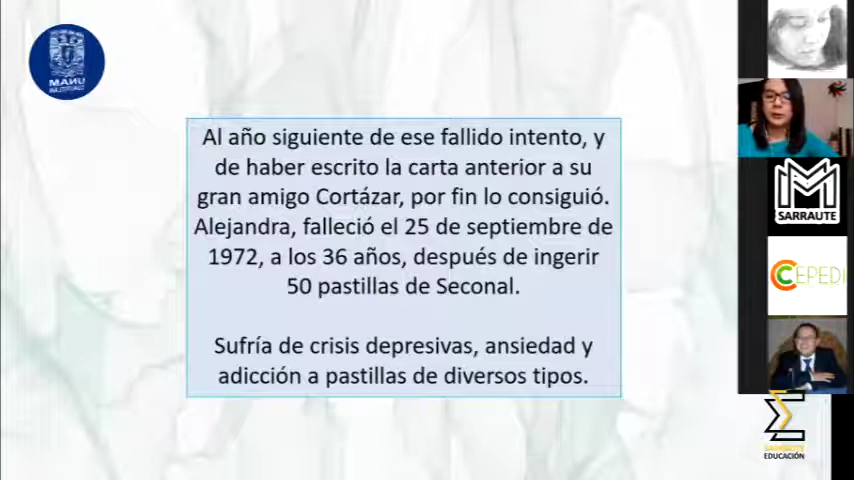 Al año siguiente de ese fallido intento, y
de haber escrito la carta anterior a su
gran amigo Cortázar, por fin lo consiguió.
Alejandra, falleció el 25 de septiembre de
1972, a los 36 años, después de ingerir
50 pastillas de Seconal.
Sufría de crisis depresivas, ansiedad y
adicción a pastillas de diversos tipos.
SARRAUTE
CEPEDI
SARRAUTE
EDUCACIÓN